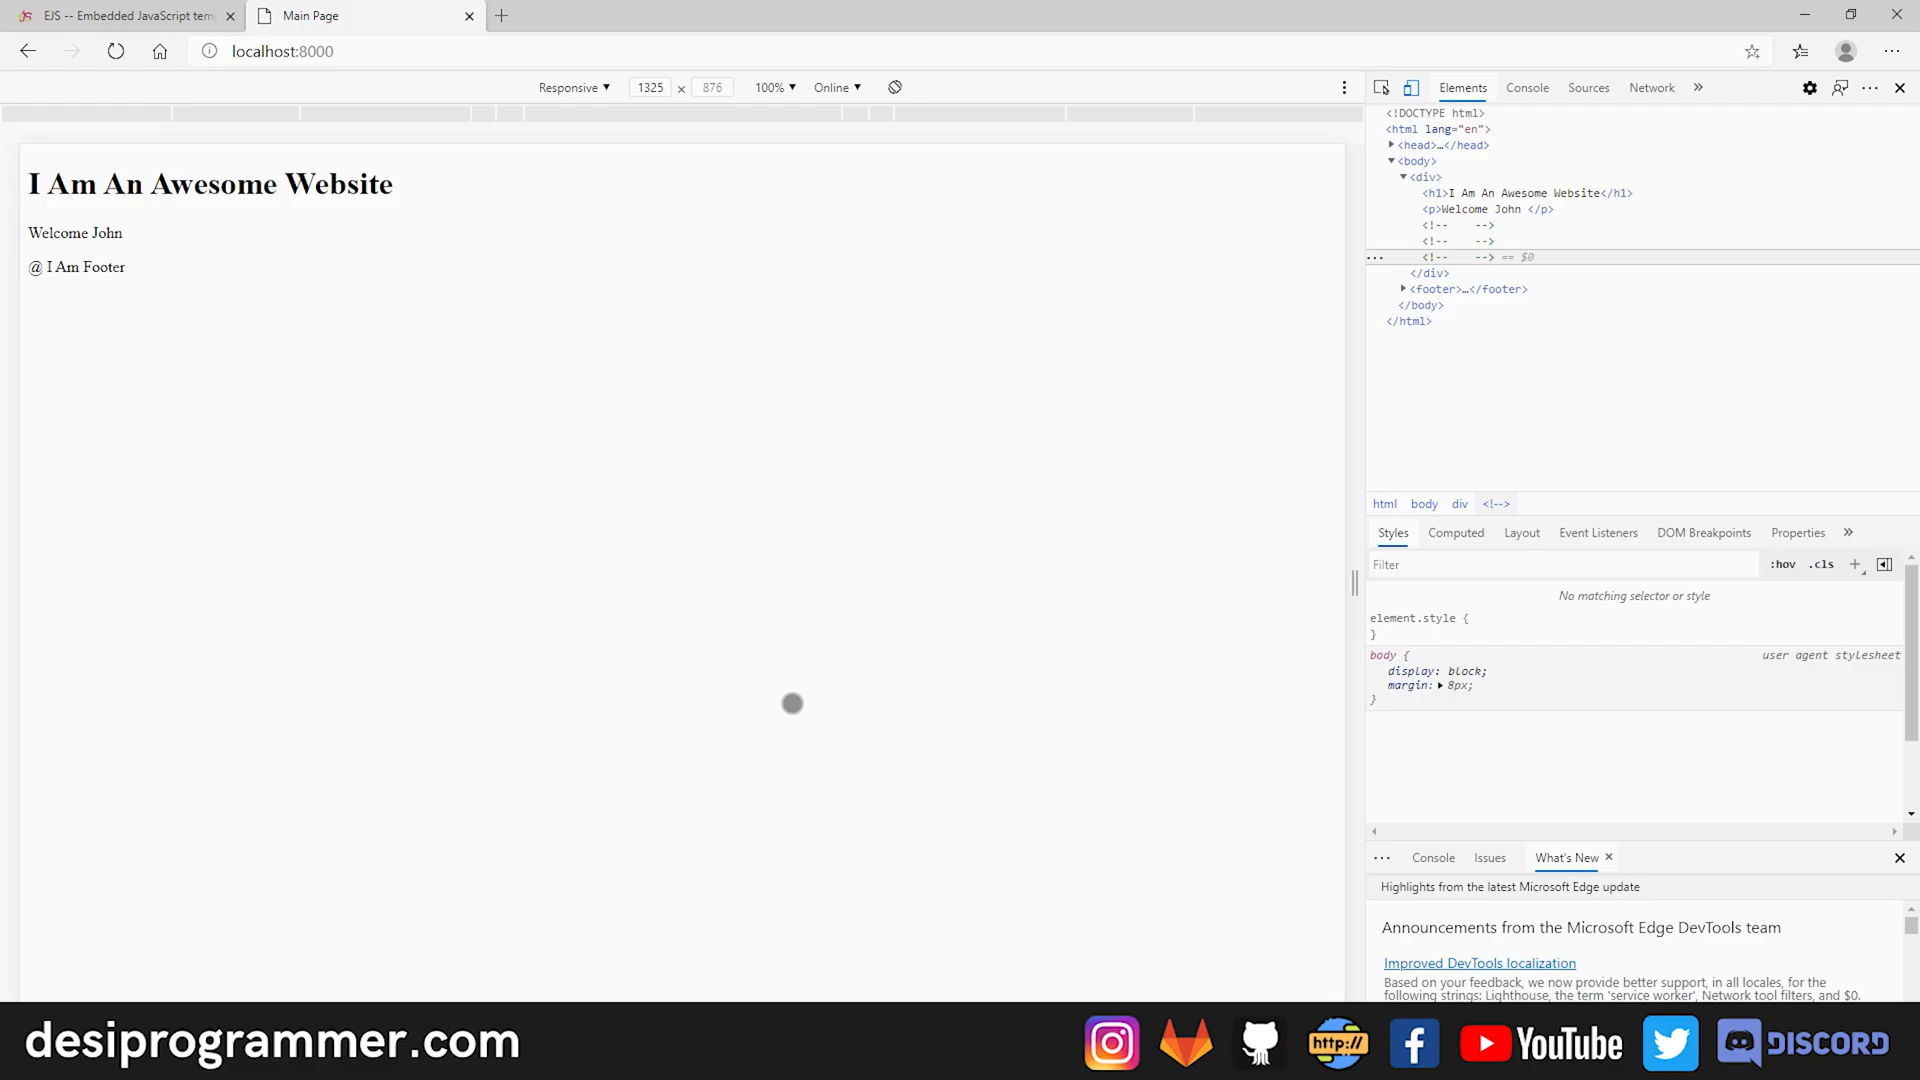 EJS -- Embedded JavaScript tem
Main Page
localhost:8000
Responsive ▼ 1325 × 876 100% ▼ Online ▼
Elements Console Sources Network »
I Am An Awesome Website
Welcome John
@ I Am Footer
<!DOCTYPE html>
<html lang="en">
<head>…</head>
<body>
<div>
<h1>I Am An Awesome Website</h1>
<p>Welcome John </p>
<!--    -->
<!--    -->
<!--    --> == $0
</div>
<footer>…</footer>
</body>
</html>
html body div <!-->
Styles Computed Layout Event Listeners DOM Breakpoints Properties »
Filter :hov .cls +
No matching selector or style
element.style {
}
body { user agent stylesheet
display: block;
margin: 8px;
}
Console Issues What's New
Highlights from the latest Microsoft Edge update
Announcements from the Microsoft Edge DevTools team
Improved DevTools localization
Based on your feedback, we now provide better support, in all locales, for the
following strings: Lighthouse, the term 'service worker', Network tool filters, and $0.
desiprogrammer.com
http://
YouTube
DISCORD